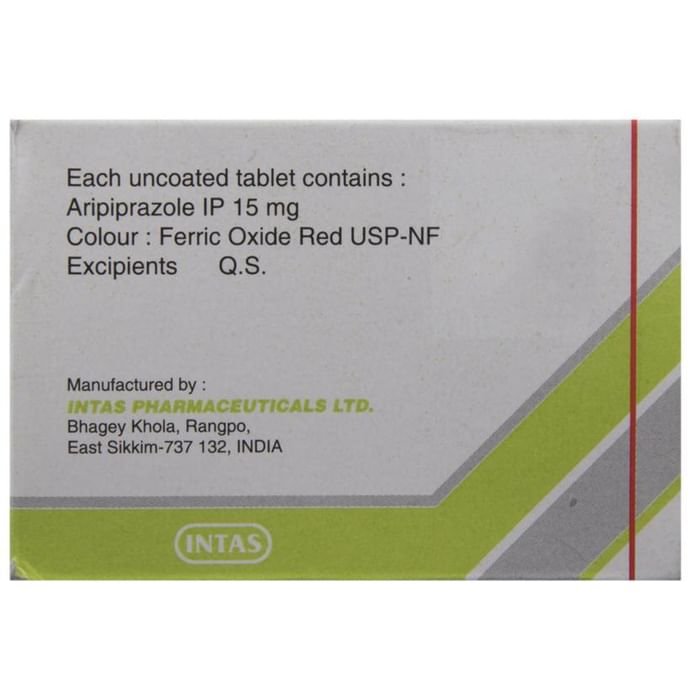 Each uncoated tablet contains :
Aripiprazole IP 15 mg
Colour : Ferric Oxide Red USP-NF
Excipients Q.S.
Manufactured by :
INTAS PHARMACEUTICALS LTD.
Bhagey Khola, Rangpo,
East Sikkim-737 132, INDIA
INTAS